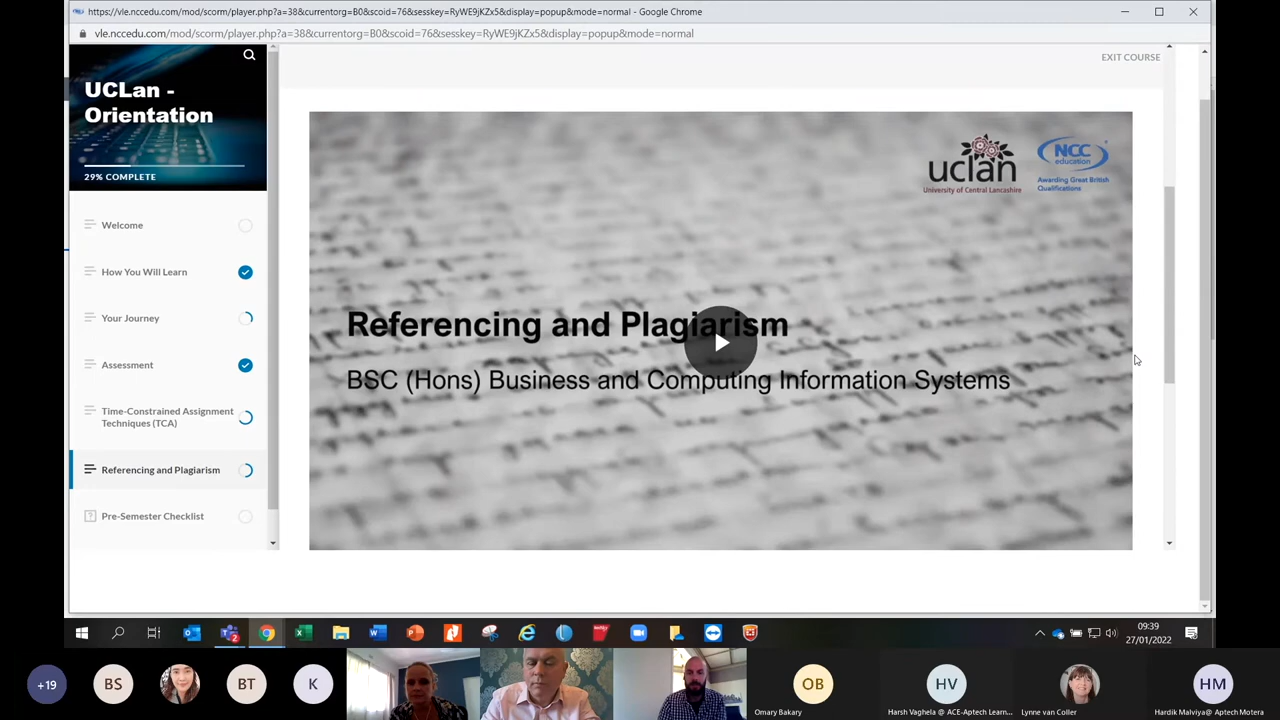 https://vle.nccedu.com/mod/scorm/player.php?a=38&currentorg=B0&scoid=76&sesskey=RyWE9jKZx5&display=popup&mode=normal - Google Chrome
vle.nccedu.com/mod/scorm/player.php?a=38&currentorg=B0&scoid=76&sesskey=RyWE9jKZx5&display=popup&mode=normal
EXIT COURSE
UCLan -
Orientation
29% COMPLETE
Welcome
How You Will Learn
Your Journey
Assessment
Time-Constrained Assignment
Techniques (TCA)
Referencing and Plagiarism
Pre-Semester Checklist
uclan
University of Central Lancashire
NCC
education
Awarding Great British
Qualifications
Referencing and Plagiarism
BSC (Hons) Business and Computing Information Systems
09:39
27/01/2022
+19
BS
BT
K
OB
Omary Bakary
HV
Harsh Vaghela @ ACE-Aptech Learn...
Lynne van Coller
HM
Hardik Malviya@ Aptech Motera